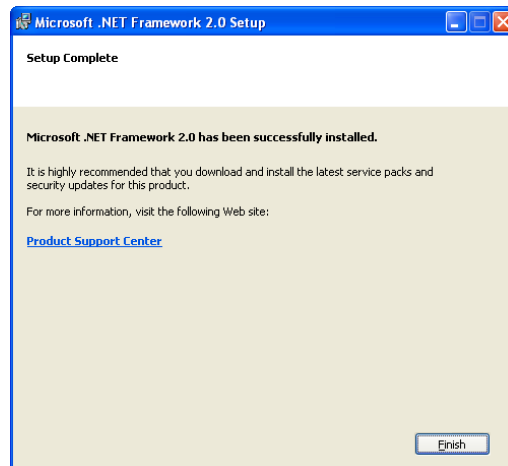 Microsoft .NET Framework 2.0 Setup
Setup Complete
Microsoft .NET Framework 2.0 has been successfully installed.
It is highly recommended that you download and install the latest service packs and
security updates for this product.
For more information, visit the following Web site:
Product Support Center
Finish